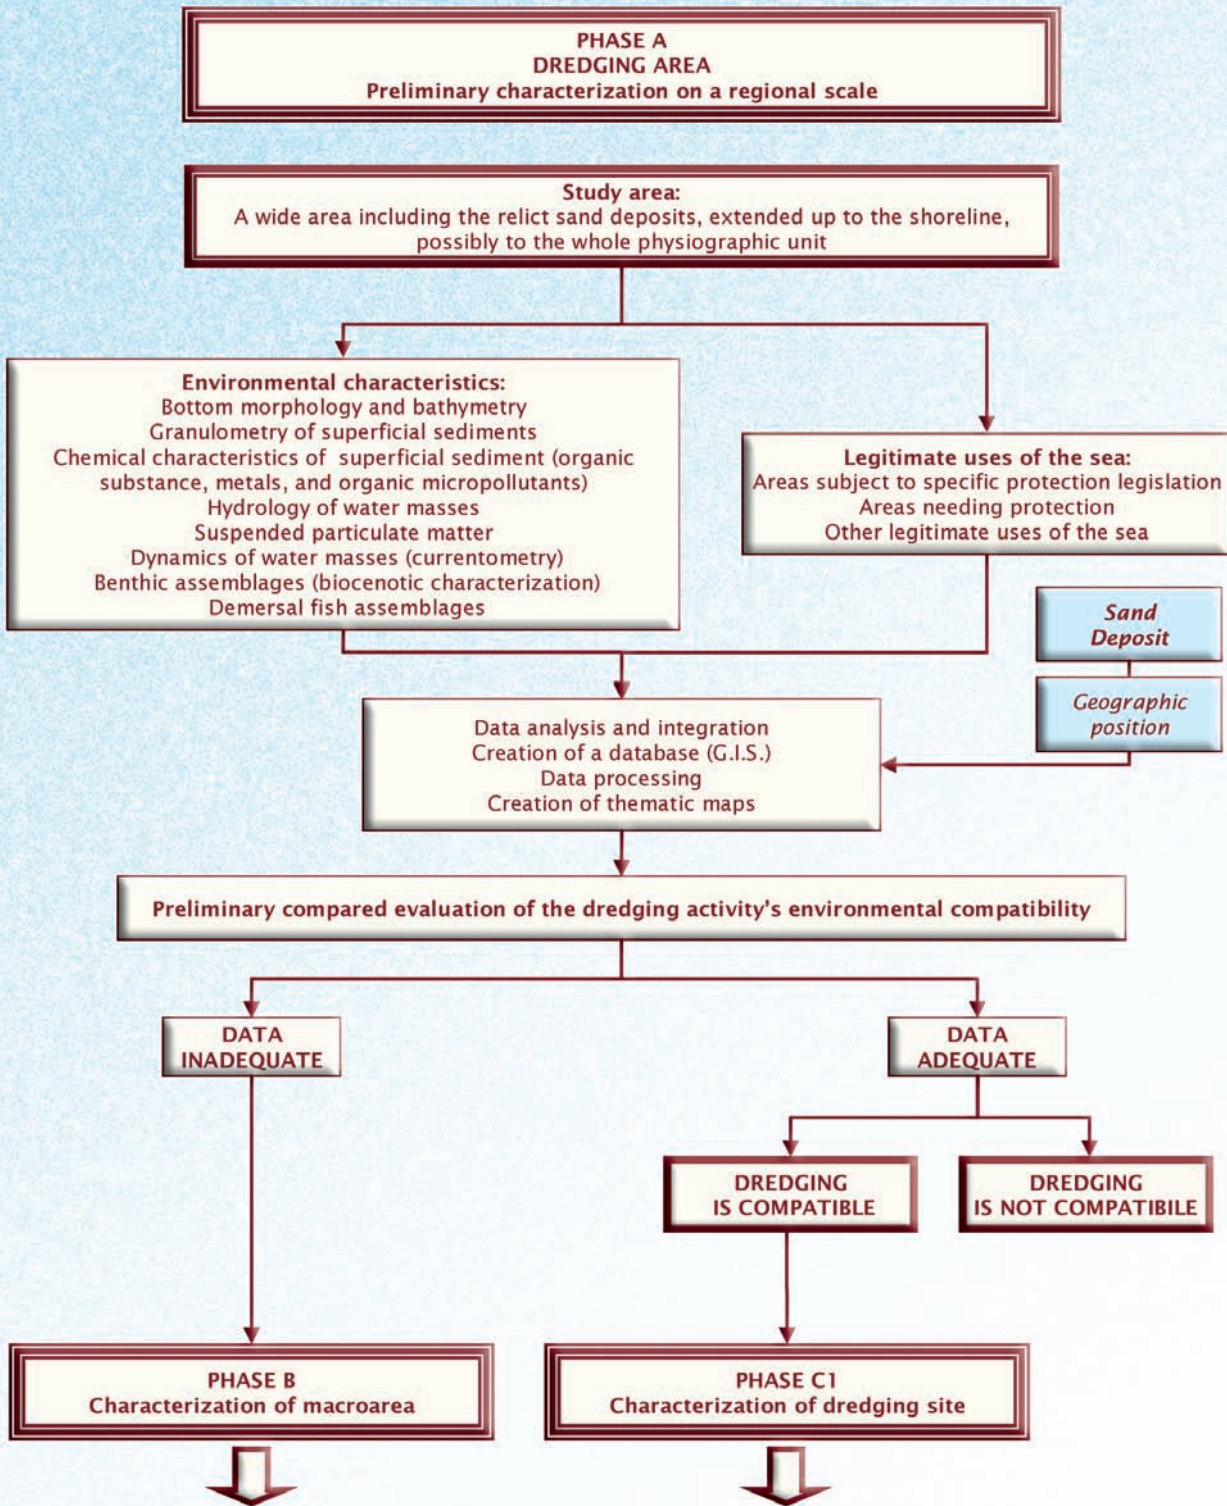 PHASE A
DREDGING AREA
Preliminary characterization on a regional scale
Study area:
A wide area including the relict sand deposits, extended up to the shoreline,
possibly to the whole physiographic unit
Environmental characteristics:
Bottom morphology and bathymetry
Granulometry of superficial sediments
Chemical characteristics of superficial sediment (organic
substance, metals, and organic micropollutants)
Hydrology of water masses
Suspended particulate matter
Dynamics of water masses (currentometry)
Benthic assemblages (biocenotic characterization)
Demersal fish assemblages
Legitimate uses of the sea:
Areas subject to specific protection legislation
Areas needing protection
Other legitimate uses of the sea
Sand
Deposit
Geographic
position
Data analysis and integration
Creation of a database (G.I.S.)
Data processing
Creation of thematic maps
Preliminary compared evaluation of the dredging activity's environmental compatibility
DATA
INADEQUATE
DATA
ADEQUATE
DREDGING
IS COMPATIBLE
DREDGING
IS NOT COMPATIBILE
PHASE B
Characterization of macroarea
PHASE C1
Characterization of dredging site